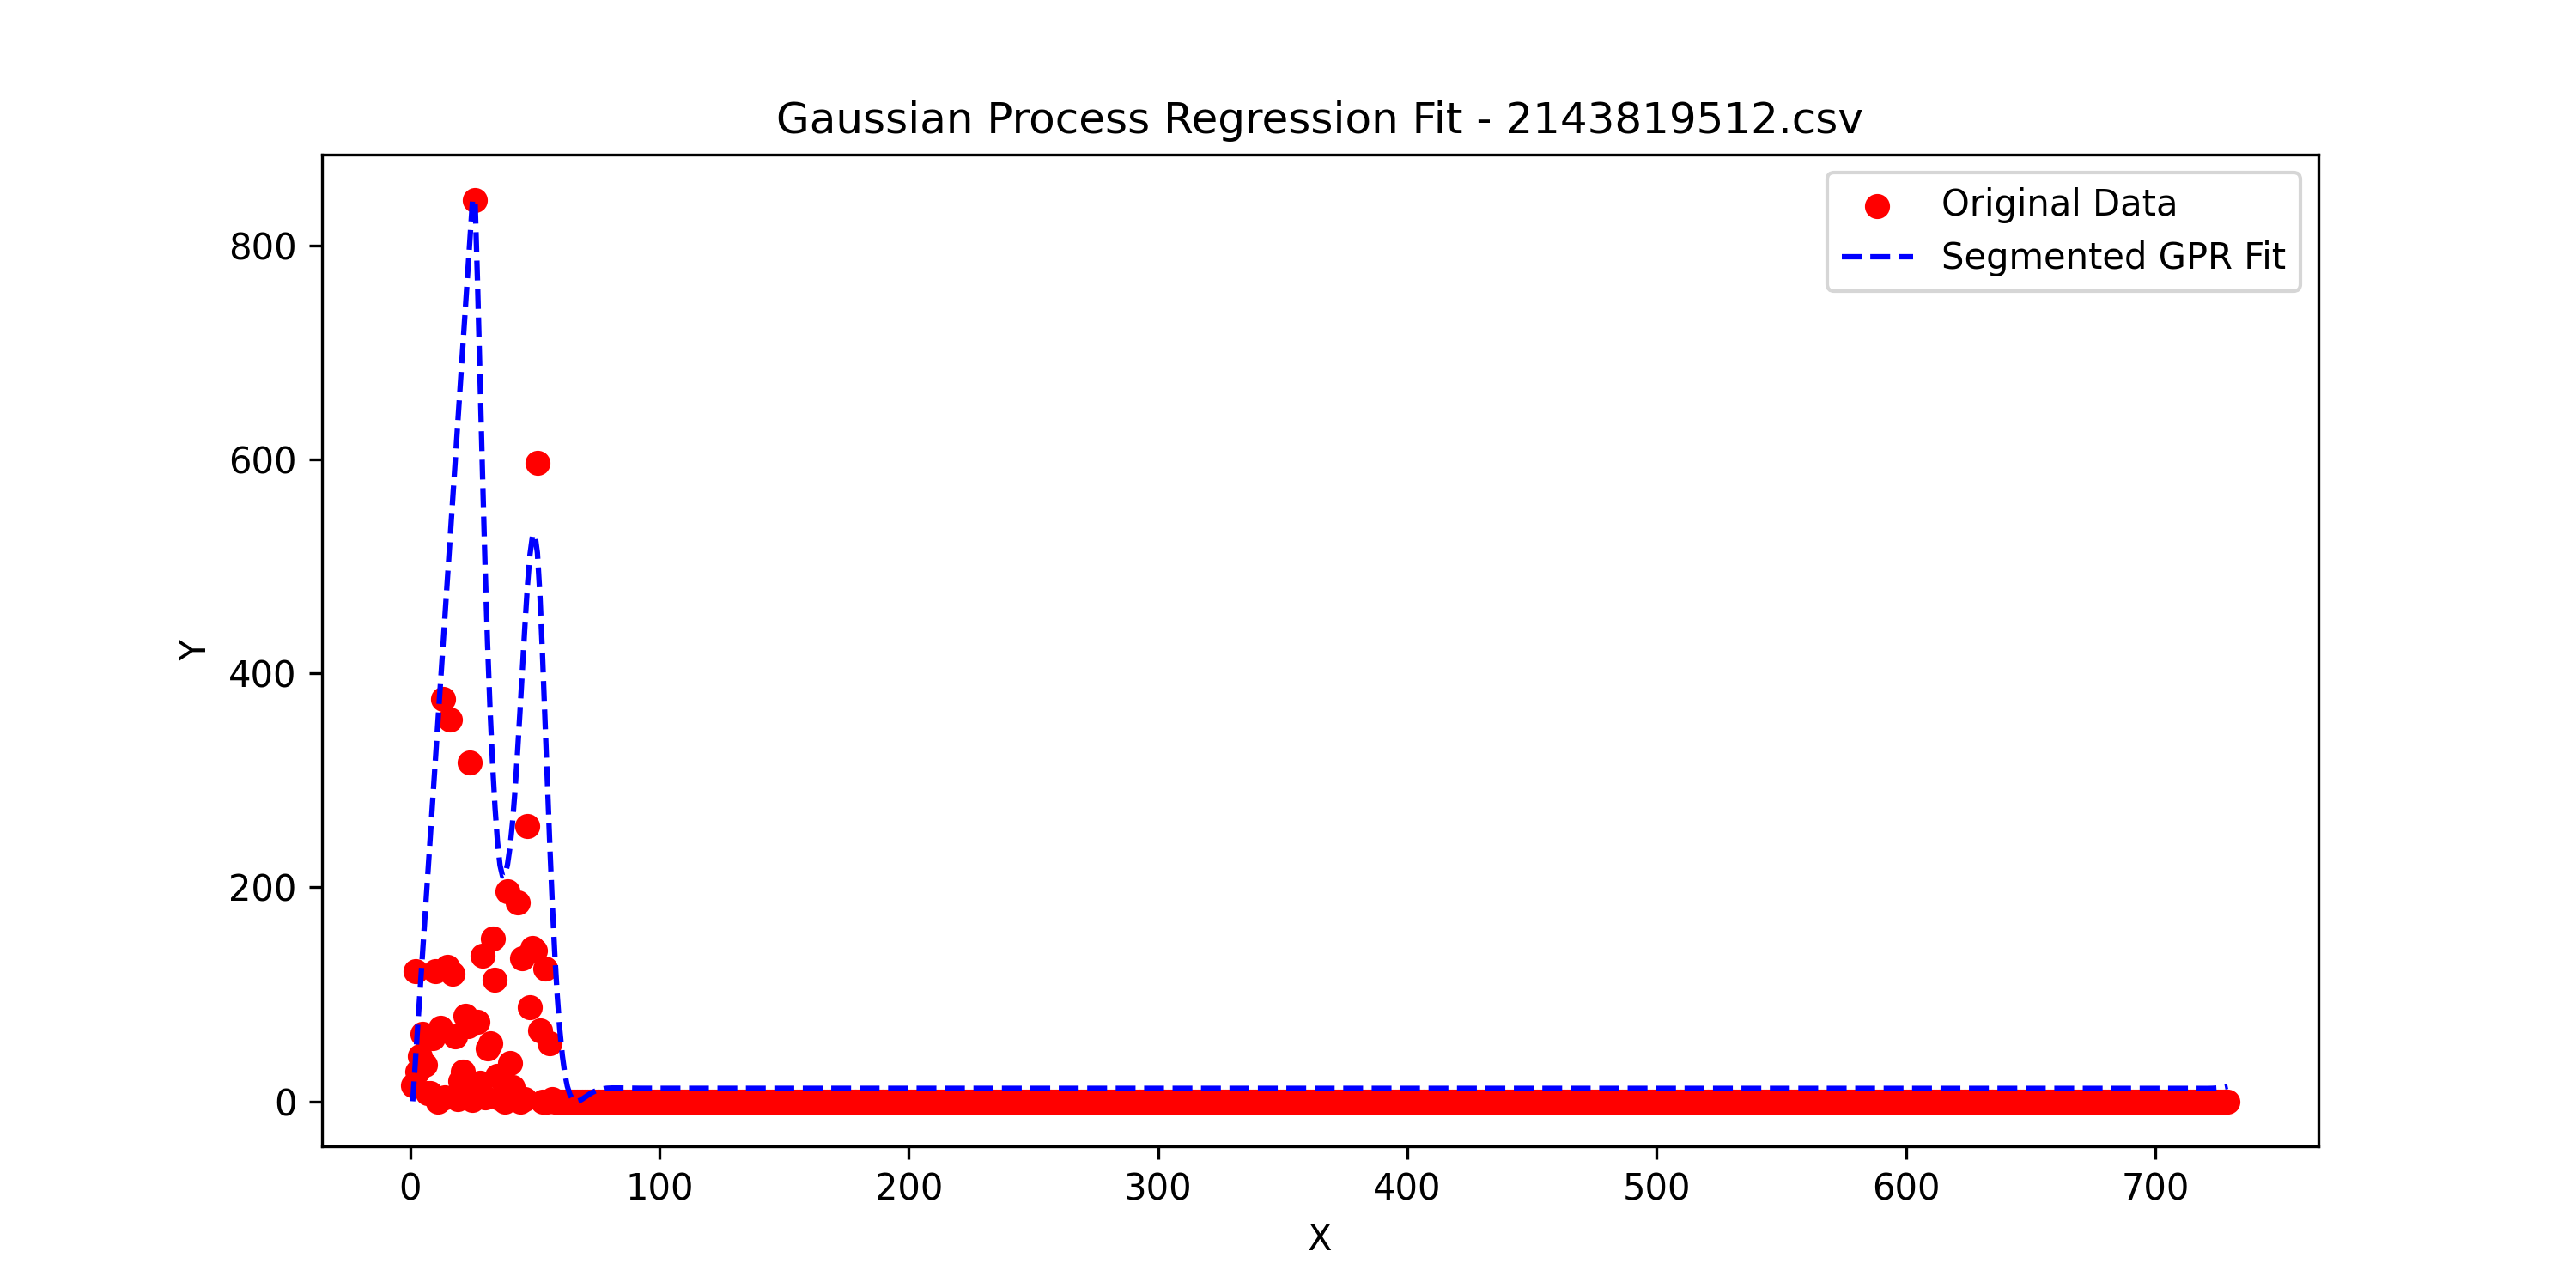 Gaussian Process Regression Fit - 2143819512.csv
Original Data
Segmented GPR Fit
800
600
400
200
0
Y
0 100 200 300 400 500 600 700
X